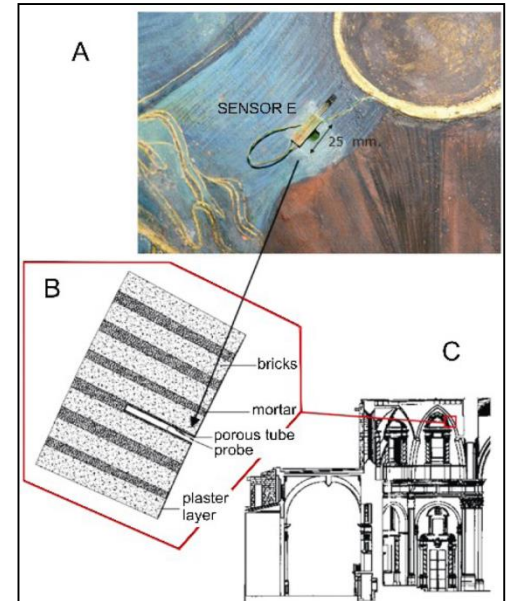 A
SENSOR E
25 mm.
B
bricks
C
mortar
porous tube
probe
plaster
layer